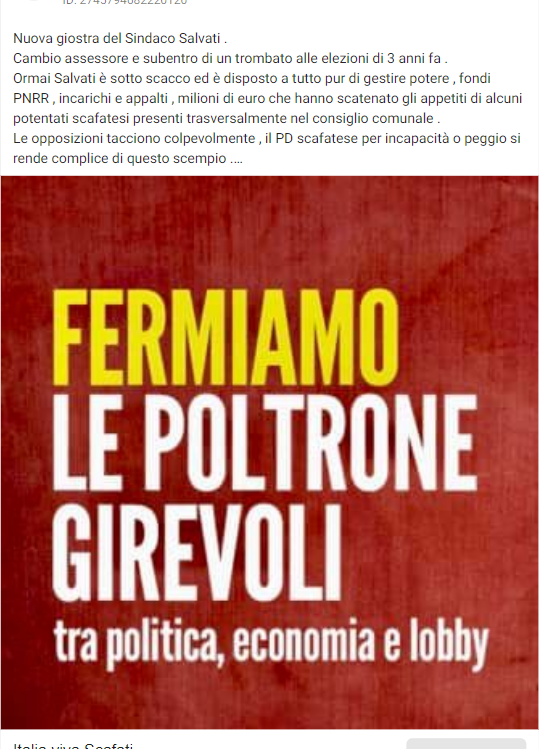 Nuova giostra del Sindaco Salvati .
Cambio assessore e subentro di un trombato alle elezioni di 3 anni fa .
Ormai Salvati è sotto scacco ed è disposto a tutto pur di gestire potere , fondi
PNRR , incarichi e appalti , milioni di euro che hanno scatenato gli appetiti di alcuni
potentati scafatesi presenti trasversalmente nel consiglio comunale .
Le opposizioni tacciono colpevolmente , il PD scafatese per incapacità o peggio si
rende complice di questo scempio ....
FERMIAMO
LE POLTRONE
GIREVOLI
tra politica, economia e lobby